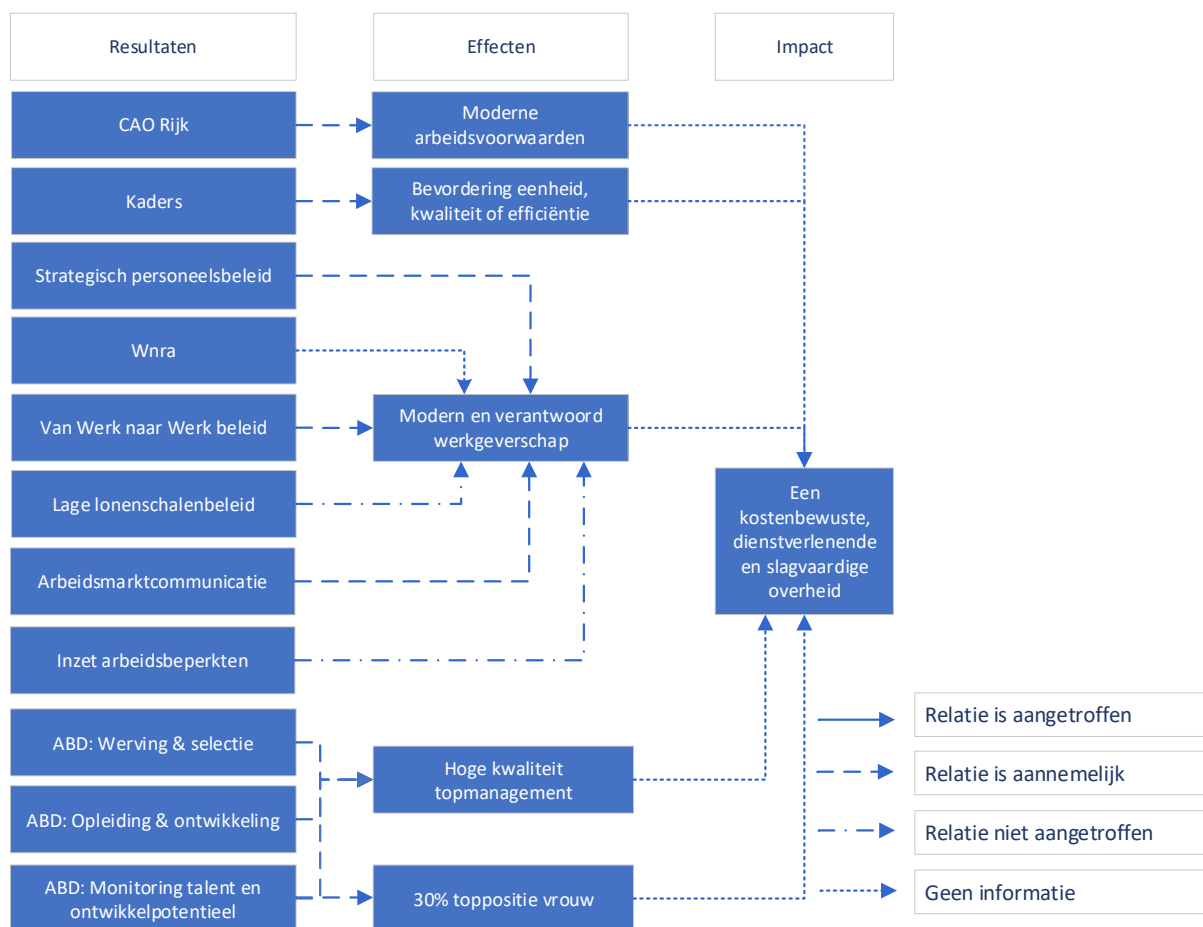 Resultaten
Effecten
Impact
CAO Rijk
Moderne
arbeidsvoorwaarden
Kaders
Bevordering eenheid,
kwaliteit of efficiëntie
Strategisch personeelsbeleid
Wnra
Van Werk naar Werk beleid
Modern en verantwoord
werkgeverschap
Lage lonenschalenbeleid
Een
kostenbewuste,
dienstverlenende
en slagvaardige
overheid
Arbeidsmarktcommunicatie
Inzet arbeidsbeperkten
ABD: Werving & selectie
Hoge kwaliteit
topmanagement
ABD: Opleiding & ontwikkeling
ABD: Monitoring talent en
ontwikkelpotentieel
30% toppositie vrouw
Relatie is aangetroffen
Relatie is aannemelijk
Relatie niet aangetroffen
Geen informatie